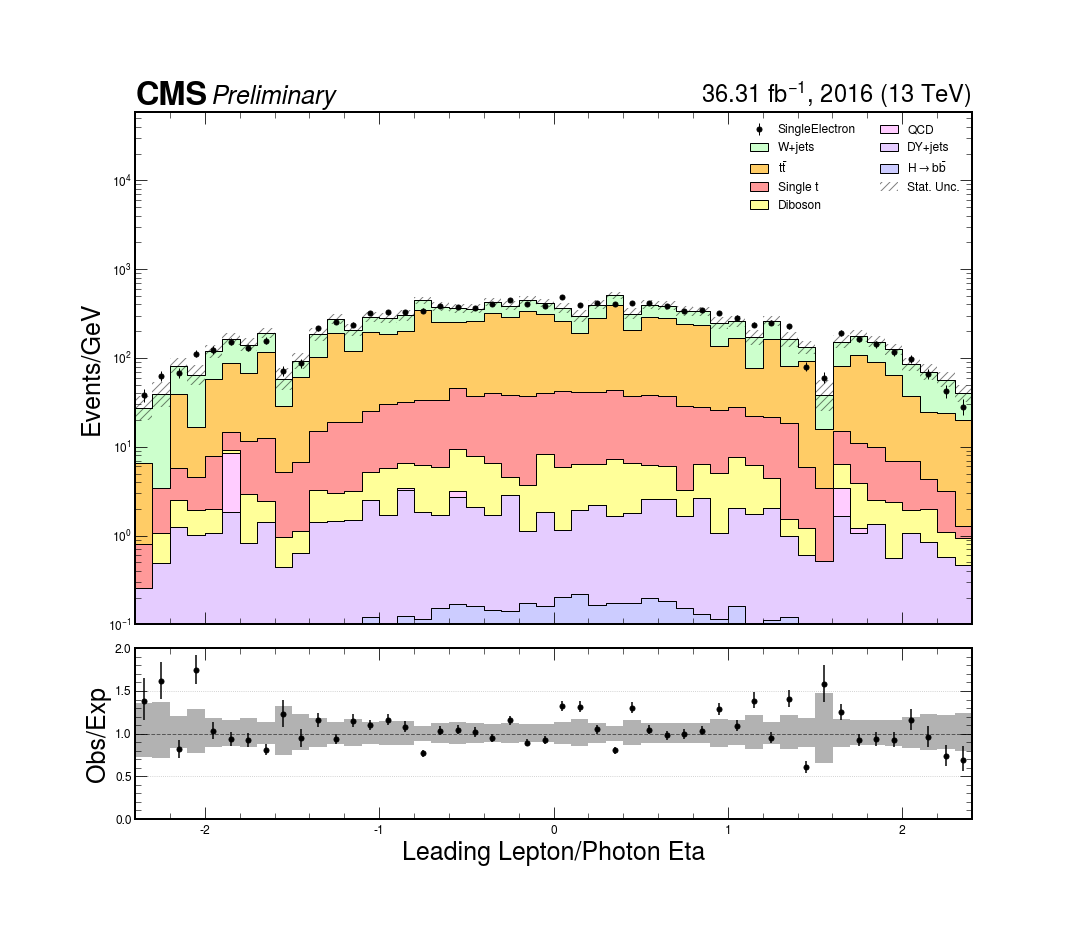 CMS Preliminary
36.31 fb⁻¹, 2016 (13 TeV)
SingleElectron
W+jets
tt̄
Single t
Diboson
QCD
DY+jets
H→bb̄
Stat. Unc.
Events/GeV
10⁴
10³
10²
10¹
10⁰
10⁻¹
Obs/Exp
2.0
1.5
1.0
0.5
0.0
-2 -1 0 1 2
Leading Lepton/Photon Eta